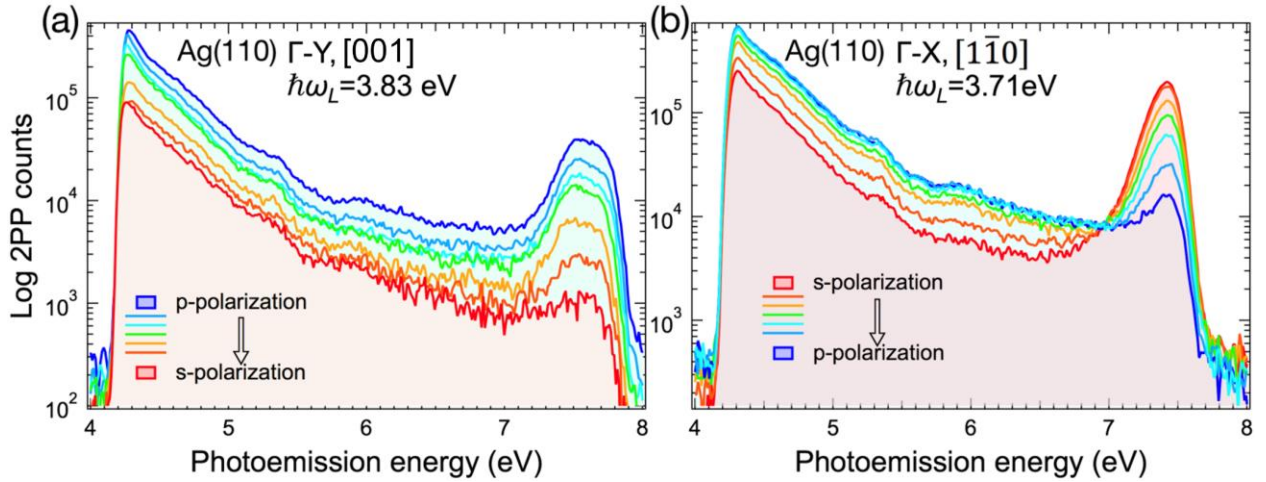 (a)
Ag(110) Γ-Y, [001]
ħω_L=3.83 eV
Log 2PP counts
10^5
10^4
10^3
10^2
p-polarization
s-polarization
4 5 6 7 8
Photoemission energy (eV)
(b)
Ag(110) Γ-X, [11̄0]
ħω_L=3.71eV
10^5
10^4
10^3
s-polarization
p-polarization
4 5 6 7 8
Photoemission energy (eV)